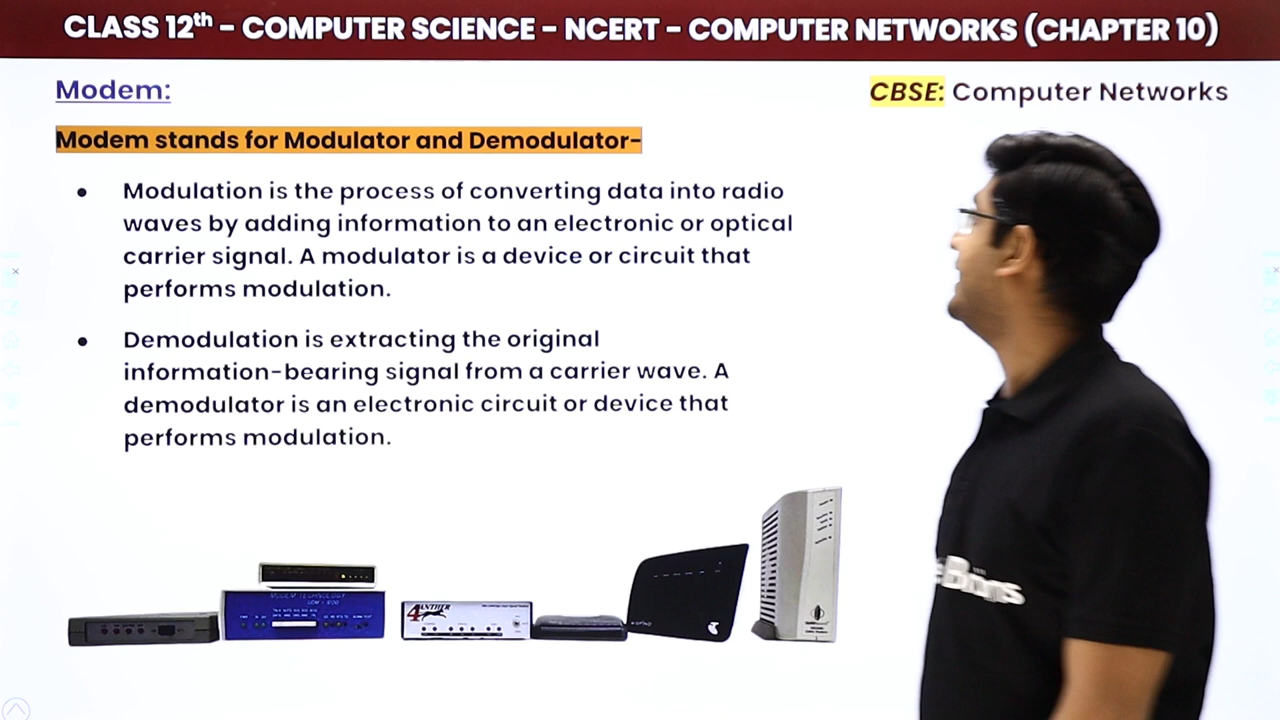 CLASS 12th - COMPUTER SCIENCE - NCERT - COMPUTER NETWORKS (CHAPTER 10)
Modem:
CBSE: Computer Networks
Modem stands for Modulator and Demodulator-
• Modulation is the process of converting data into radio
waves by adding information to an electronic or optical
carrier signal. A modulator is a device or circuit that
performs modulation.
• Demodulation is extracting the original
information-bearing signal from a carrier wave. A
demodulator is an electronic circuit or device that
performs modulation.
MODEM TECHNOLOGY
PANTHER